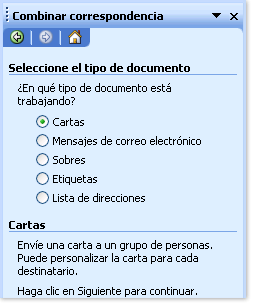 Combinar correspondencia
Seleccione el tipo de documento
¿En qué tipo de documento está
trabajando?
Cartas
Mensajes de correo electrónico
Sobres
Etiquetas
Lista de direcciones
Cartas
Envíe una carta a un grupo de personas.
Puede personalizar la carta para cada
destinatario.
Haga clic en Siguiente para continuar.